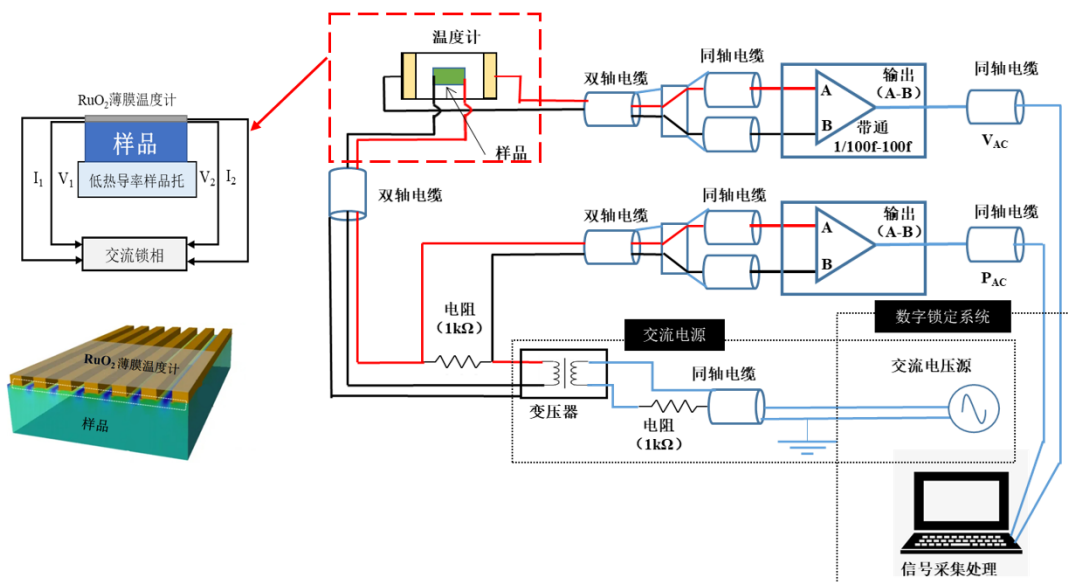 RuO₂薄膜温度计
样品
低热导率样品托
I₁
V₁
V₂
I₂
交流锁相
RuO₂薄膜温度计
样品
温度计
样品
双轴电缆
双轴电缆
同轴电缆
A
B
输出
(A-B)
带通
1/100f-100f
同轴电缆
V_AC
双轴电缆
同轴电缆
A
B
输出
(A-B)
同轴电缆
P_AC
电阻
(1kΩ)
交流电源
数字锁定系统
变压器
同轴电缆
电阻
(1kΩ)
交流电压源
信号采集处理